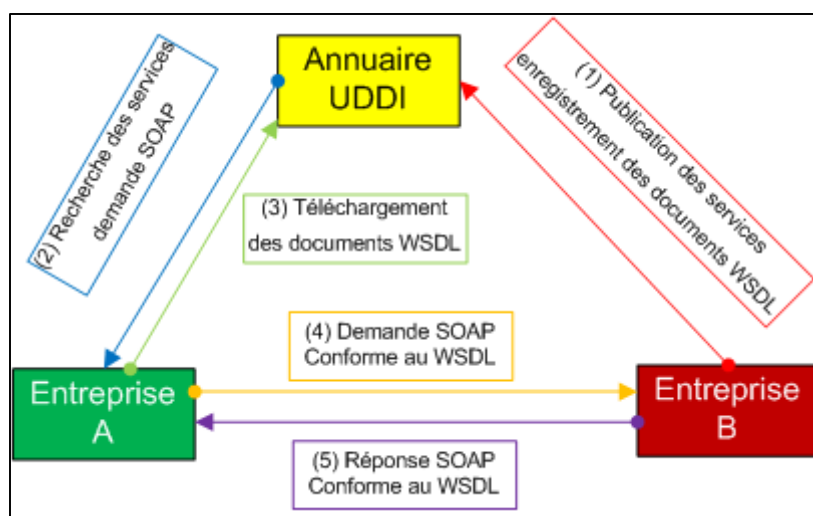 Annuaire
UDDI
(1) Publication des services
enregistrement des documents WSDL
(2) Recherche des services
demande SOAP
(3) Téléchargement
des documents WSDL
(4) Demande SOAP
Conforme au WSDL
Entreprise
A
Entreprise
B
(5) Réponse SOAP
Conforme au WSDL